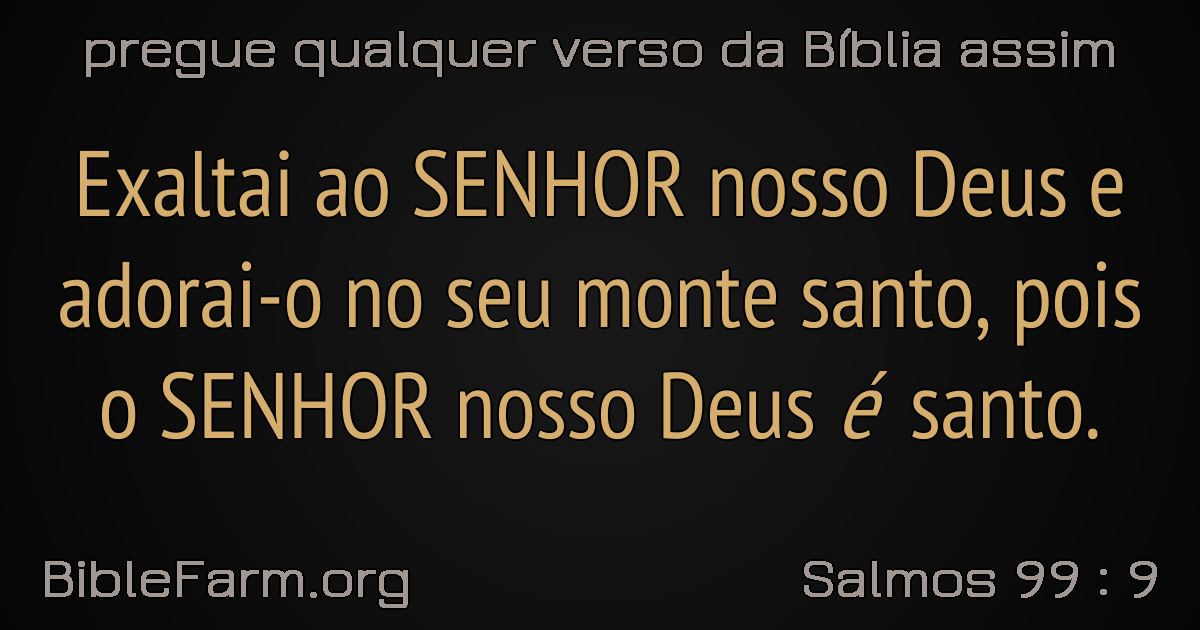 pregue qualquer verso da Bíblia assim
Exaltai ao SENHOR nosso Deus e
adorai-o no seu monte santo, pois
o SENHOR nosso Deus é santo.
BibleFarm.org
Salmos 99 : 9